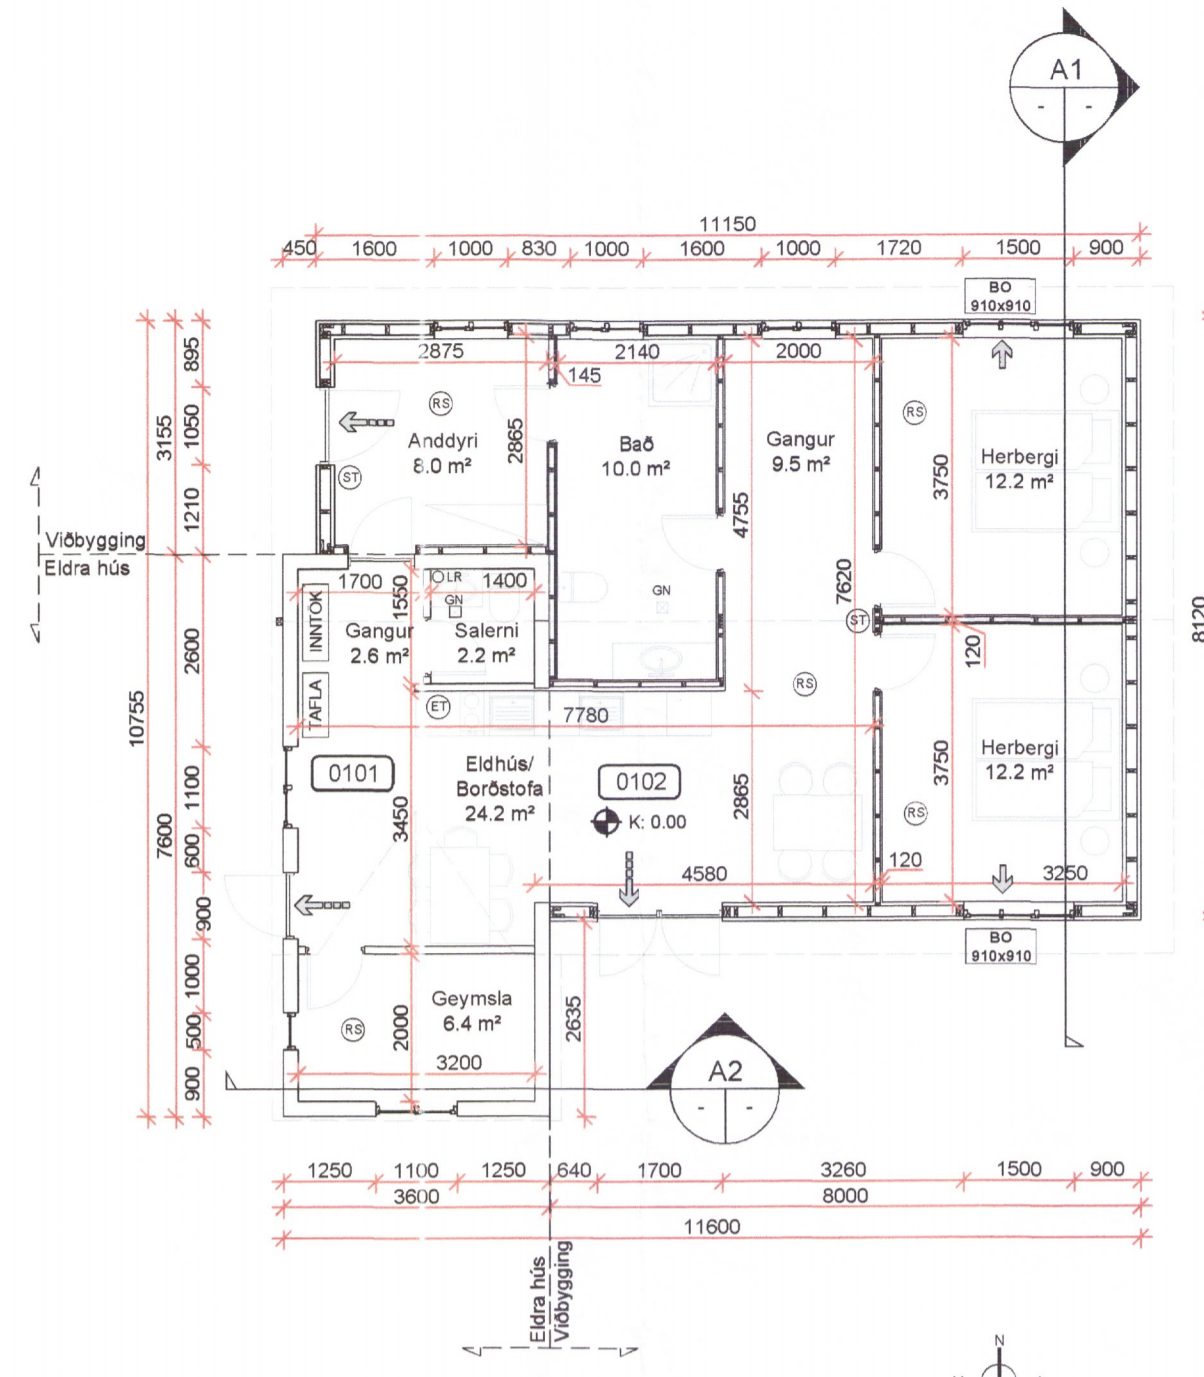 A1
- -
11150
450 1600 1000 830 1000 1600 1000 1720 1500 900
BO
910x910
2875 2140 2000
145
895
1050
1210
3155
2600
10755
7600
1100
600
900
1000
500
900
RS
Anddyri
8.0 m²
ST
2865
Bað
10.0 m²
Gangur
9.5 m²
4755
7620
RS
Herbergi
12.2 m²
3750
8120
Viðbygging
Eldra hús
1700 1550 1400
LR
GN
INNTÖK
Gangur
2.6 m²
Salerni
2.2 m²
GN
ST
120
TAFLA
ET
RS
7780
0101
Eldhús/
Borðstofa
24.2 m²
0102
K: 0.00
3450
2865
Herbergi
12.2 m²
3750
RS
120
4580
3250
BO
910x910
Geymsla
6.4 m²
RS
2000
2635
3200
A2
- -
1250 1100 1250 640 1700 3260 1500 900
3600 8000
11600
Eldra hús
Viðbygging
N